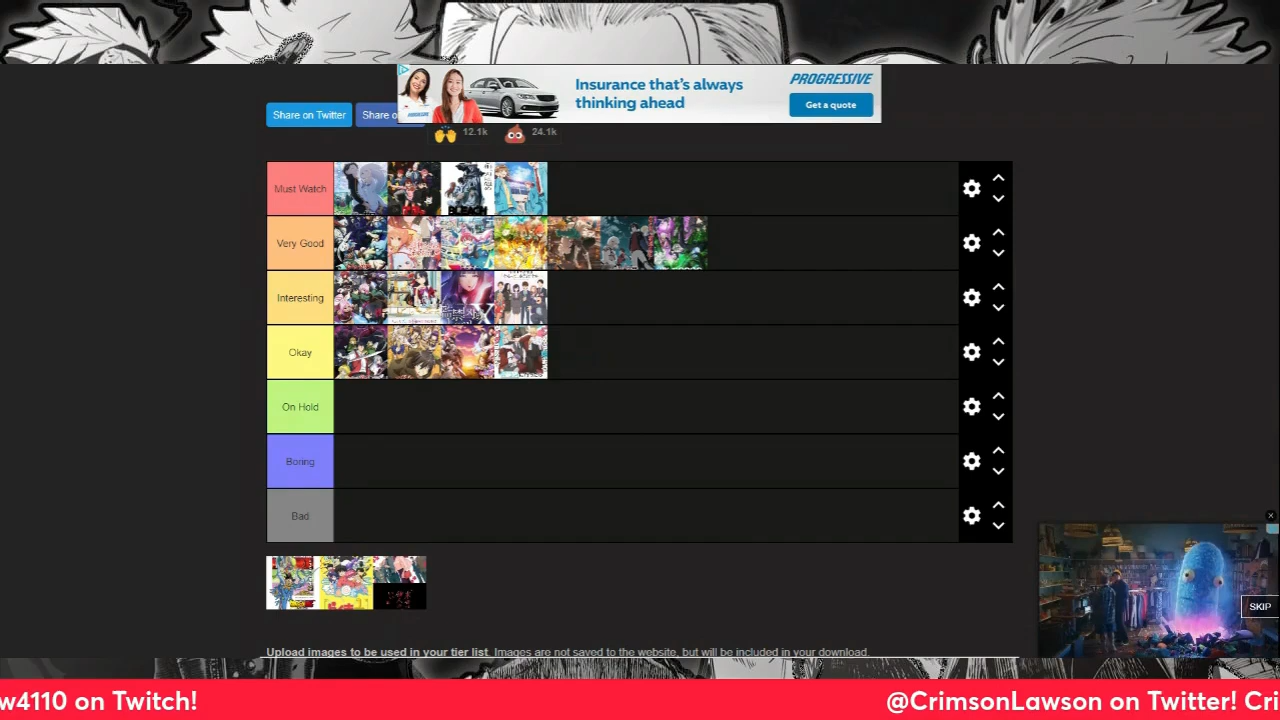 Insurance that's always
thinking ahead
PROGRESSIVE
Get a quote
Share on Twitter
Share o
12.1k
24.1k
Must Watch
BLEACH
Very Good
Interesting
Okay
On Hold
Boring
Bad
SKIP
Upload images to be used in your tier list. Images are not saved to the website, but will be included in your download.
w4110 on Twitch!
@CrimsonLawson on Twitter! Cri